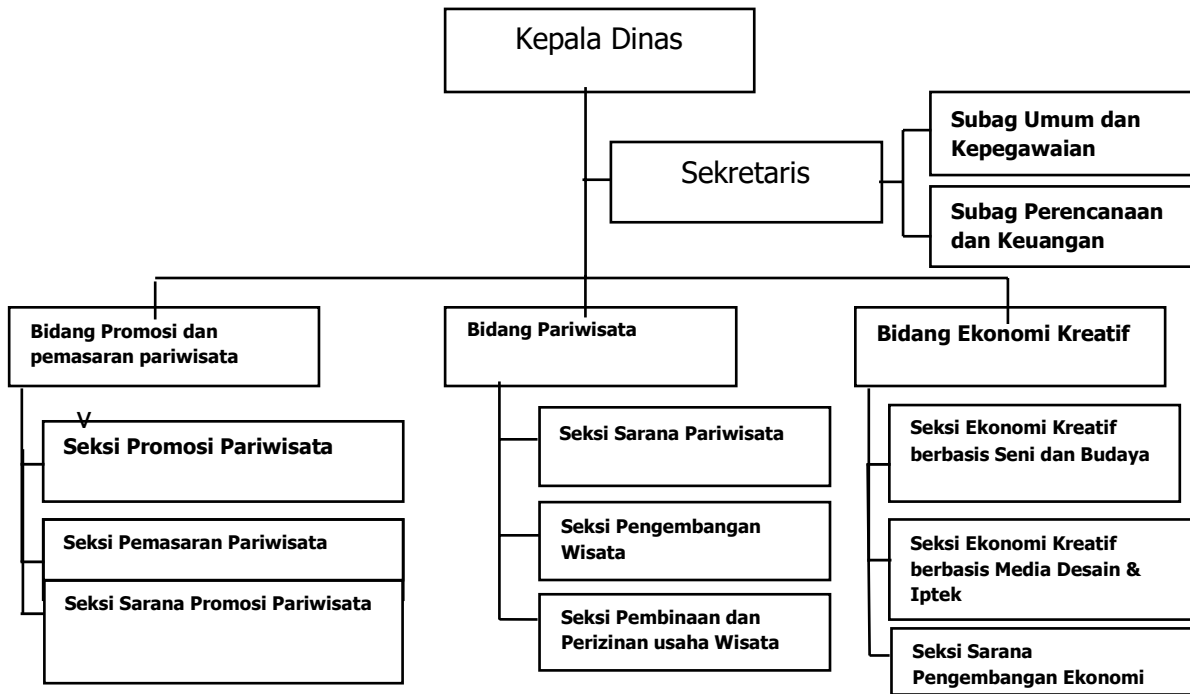 Kepala Dinas
Subag Umum dan
Kepegawaian
Sekretaris
Subag Perencanaan
dan Keuangan
Bidang Promosi dan
pemasaran pariwisata
Bidang Pariwisata
Bidang Ekonomi Kreatif
V
Seksi Promosi Pariwisata
Seksi Pemasaran Pariwisata
Seksi Sarana Promosi Pariwisata
Seksi Sarana Pariwisata
Seksi Pengembangan
Wisata
Seksi Pembinaan dan
Perizinan usaha Wisata
Seksi Ekonomi Kreatif
berbasis Seni dan Budaya
Seksi Ekonomi Kreatif
berbasis Media Desain &
Iptek
Seksi Sarana
Pengembangan Ekonomi